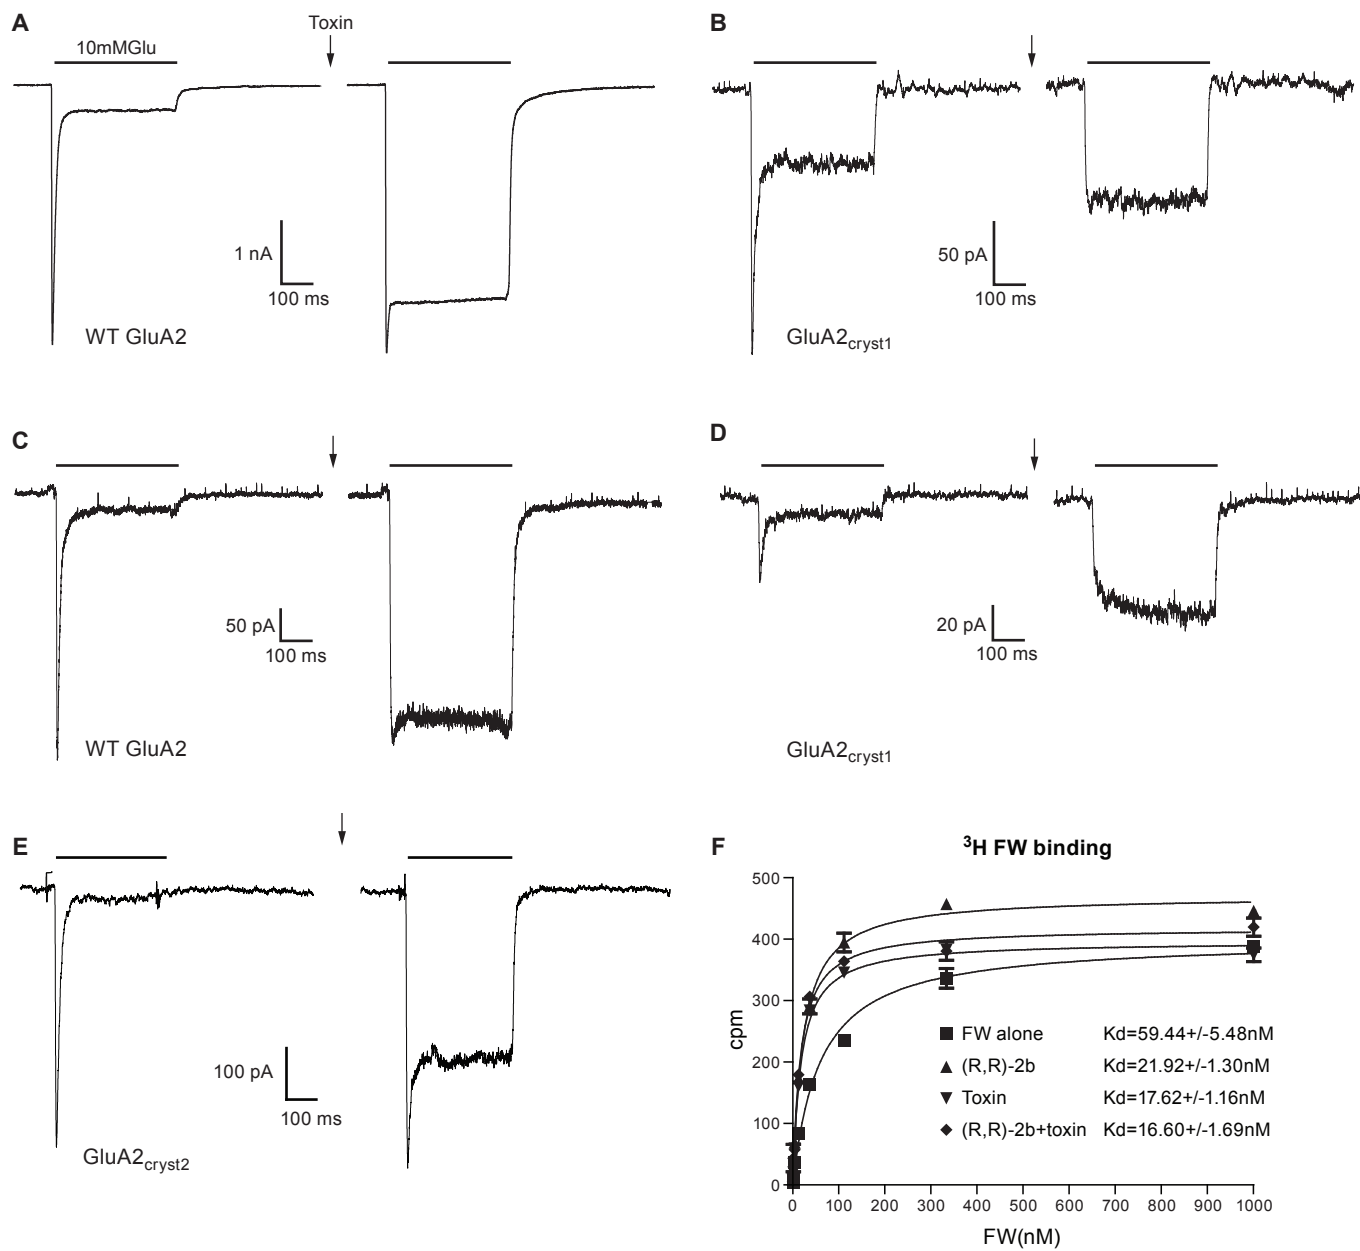 A
Toxin
10mMGlu
1 nA
100 ms
WT GluA2
B
50 pA
100 ms
GluA2cryst1
C
50 pA
100 ms
WT GluA2
D
20 pA
100 ms
GluA2cryst1
E
100 pA
100 ms
GluA2cryst2
F
³H FW binding
500
400
300
200
100
0
cpm
FW alone Kd=59.44+/-5.48nM
(R,R)-2b Kd=21.92+/-1.30nM
Toxin Kd=17.62+/-1.16nM
(R,R)-2b+toxin Kd=16.60+/-1.69nM
0 100 200 300 400 500 600 700 800 900 1000
FW(nM)